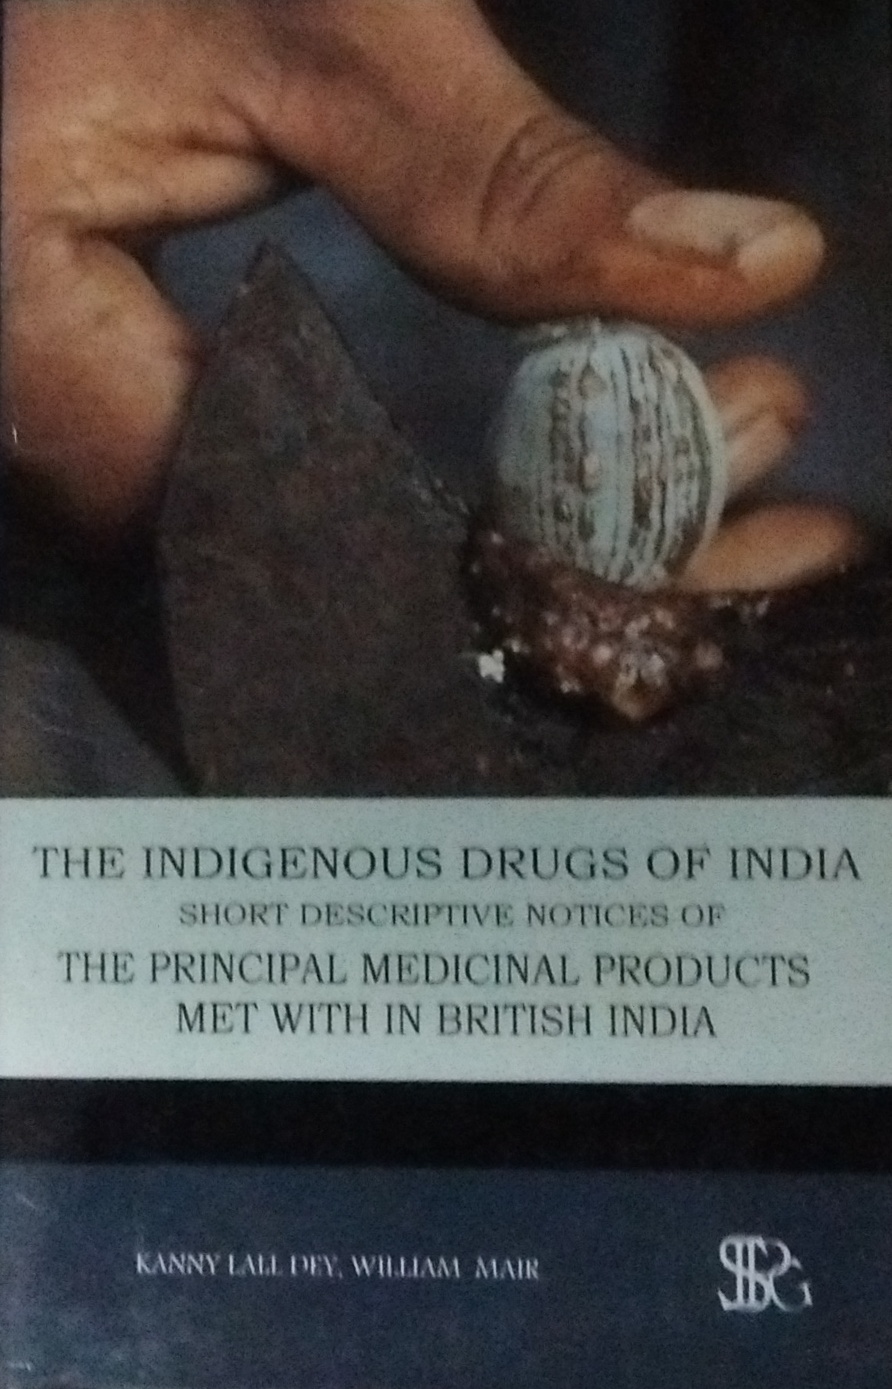 THE INDIGENOUS DRUGS OF INDIA
SHORT DESCRIPTIVE NOTICES OF
THE PRINCIPAL MEDICINAL PRODUCTS
MET WITH IN BRITISH INDIA
KANNY LALL DEY, WILLIAM MAIR